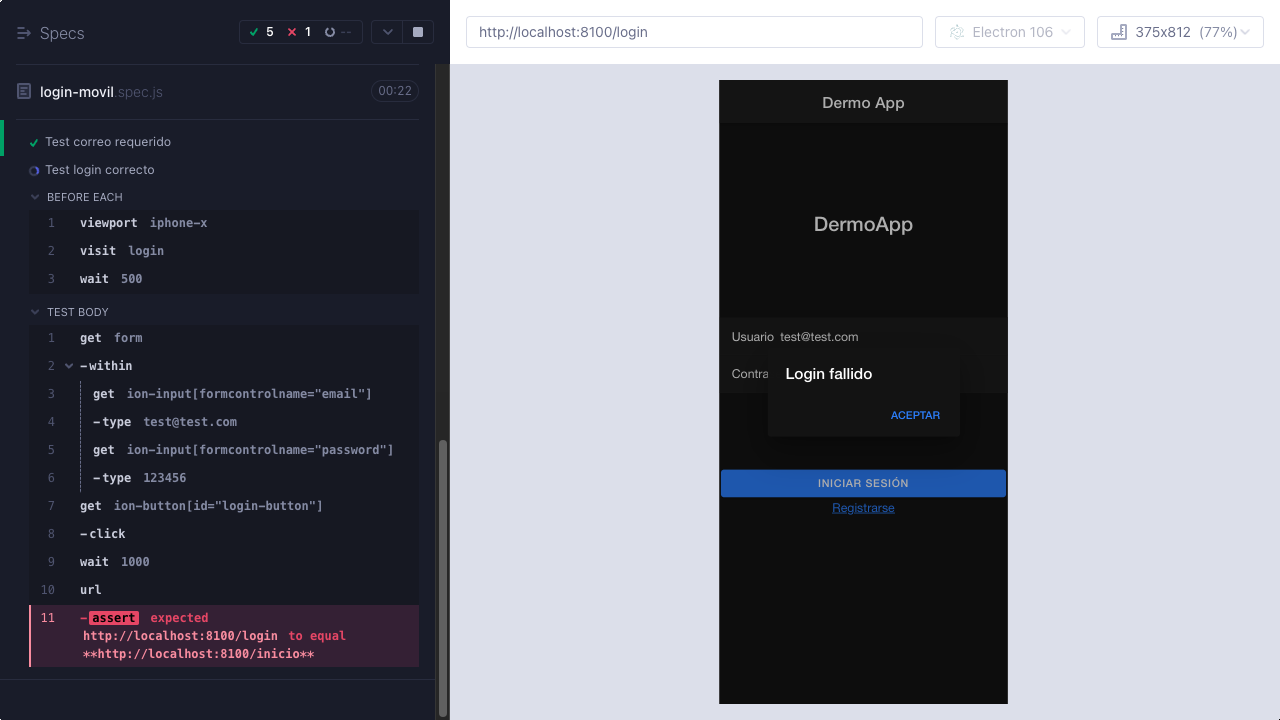 Specs
5
1
--
login-movil.spec.js
00:22
Test correo requerido
Test login correcto
BEFORE EACH
1 viewport iphone-x
2 visit login
3 wait 500
TEST BODY
1 get form
2 -within
3 get ion-input[formcontrolname="email"]
4 -type test@test.com
5 get ion-input[formcontrolname="password"]
6 -type 123456
7 get ion-button[id="login-button"]
8 -click
9 wait 1000
10 url
11 -assert expected
http://localhost:8100/login to equal
**http://localhost:8100/inicio**
http://localhost:8100/login
Electron 106
375x812 (77%)
Dermo App
DermoApp
Usuario test@test.com
Contra
Login fallido
ACEPTAR
INICIAR SESIÓN
Registrarse